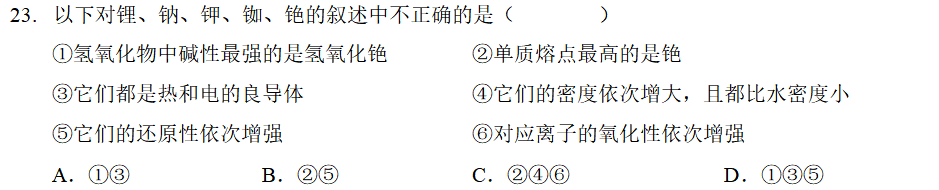 23. 以下对锂、钠、钾、铷、铯的叙述中不正确的是（　　　　）
①氢氧化物中碱性最强的是氢氧化铯　　②单质熔点最高的是铯
③它们都是热和电的良导体　　④它们的密度依次增大，且都比水密度小
⑤它们的还原性依次增强　　⑥对应离子的氧化性依次增强
A. ①③　　B. ②⑤　　C. ②④⑥　　D. ①③⑤